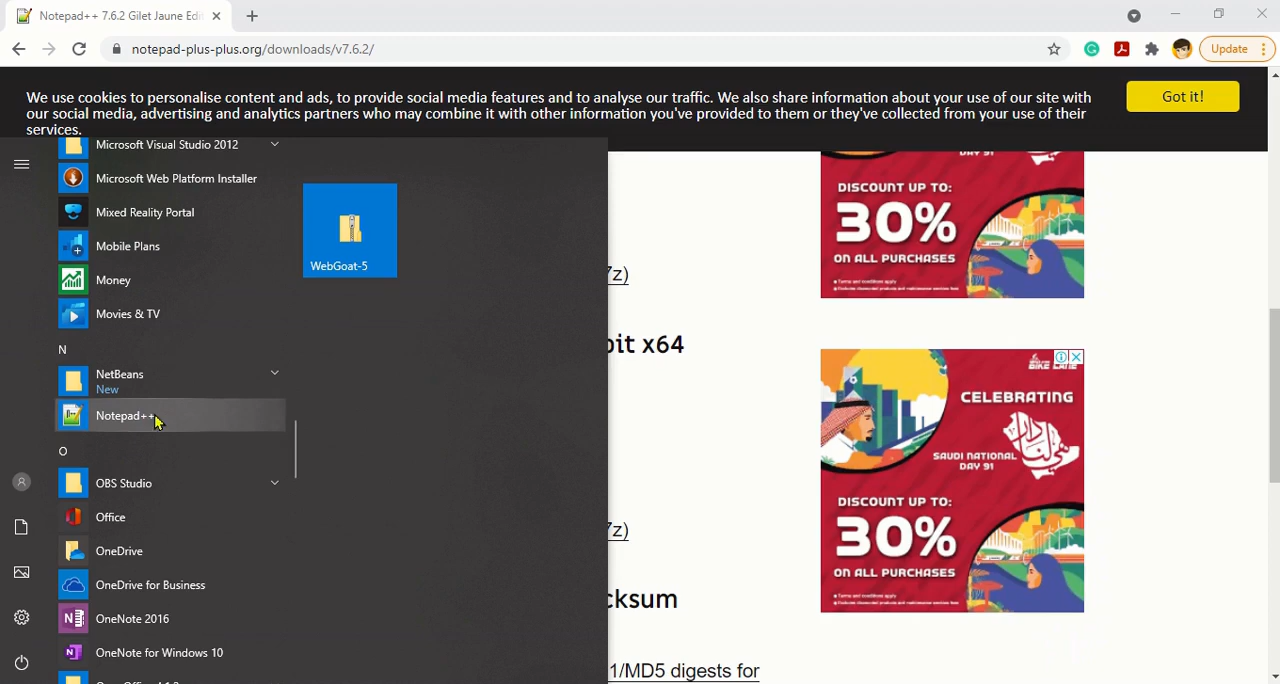 Notepad++ 7.6.2 Gilet Jaune Edi
notepad-plus-plus.org/downloads/v7.6.2/
Update
We use cookies to personalise content and ads, to provide social media features and to analyse our traffic. We also share information about your use of our site with
our social media, advertising and analytics partners who may combine it with other information you've provided to them or they've collected from your use of their
services.
Got it!
Microsoft Visual Studio 2012
Microsoft Web Platform Installer
Mixed Reality Portal
Mobile Plans
Money
Movies & TV
N
NetBeans
New
Notepad++
O
OBS Studio
Office
OneDrive
OneDrive for Business
OneNote 2016
OneNote for Windows 10
WebGoat-5
7z)
bit x64
7z)
cksum
1/MD5 digests for
DAY 91
DISCOUNT UP TO:
30%
ON ALL PURCHASES
CELEBRATING
SAUDI NATIONAL
DAY 91
DISCOUNT UP TO:
30%
ON ALL PURCHASES